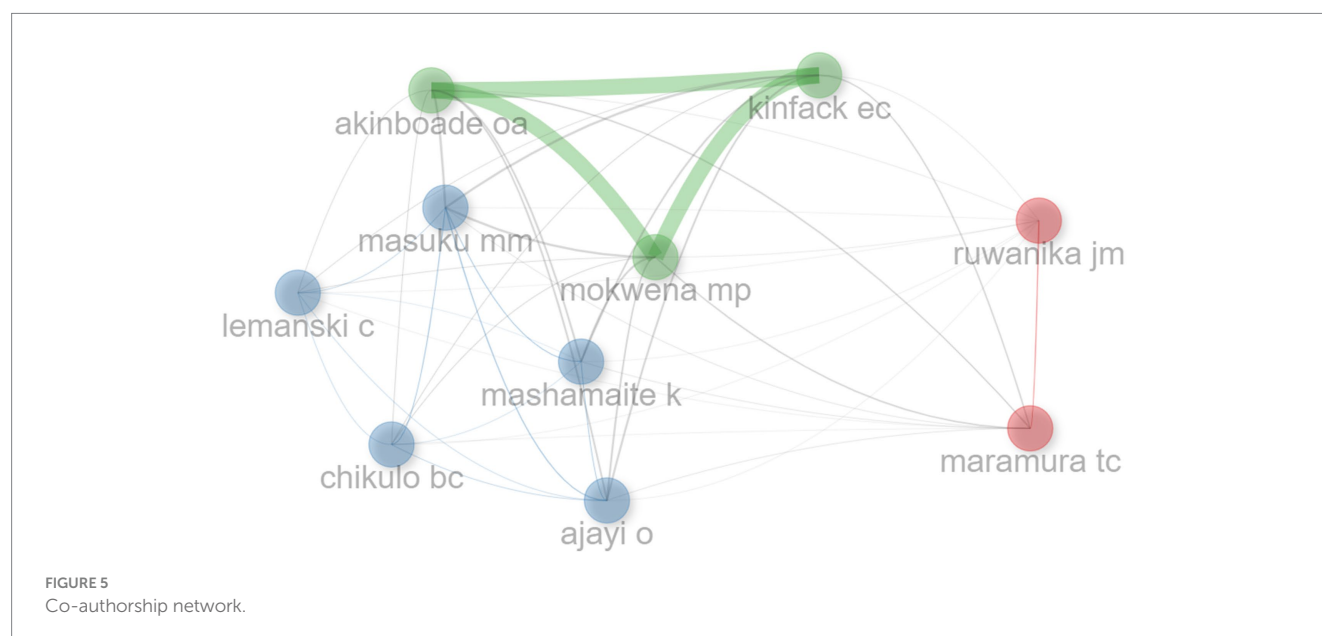 kinfack ec
akinboade oa
masuku mm
ruwanika jm
mokwena mp
lemanski c
mashamaite k
maramura tc
chikulo bc
ajayi o
FIGURE 5
Co-authorship network.